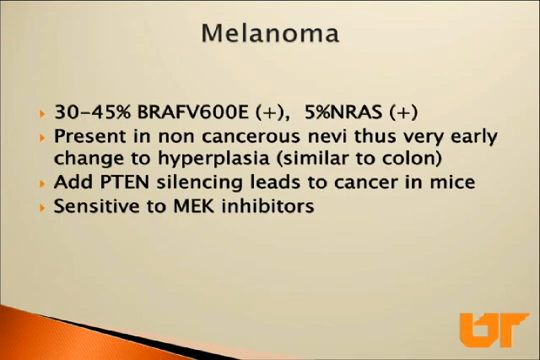 Melanoma
30-45% BRAFV600E (+), 5%NRAS (+)
Present in non cancerous nevi thus very early
change to hyperplasia (similar to colon)
Add PTEN silencing leads to cancer in mice
Sensitive to MEK inhibitors
UT